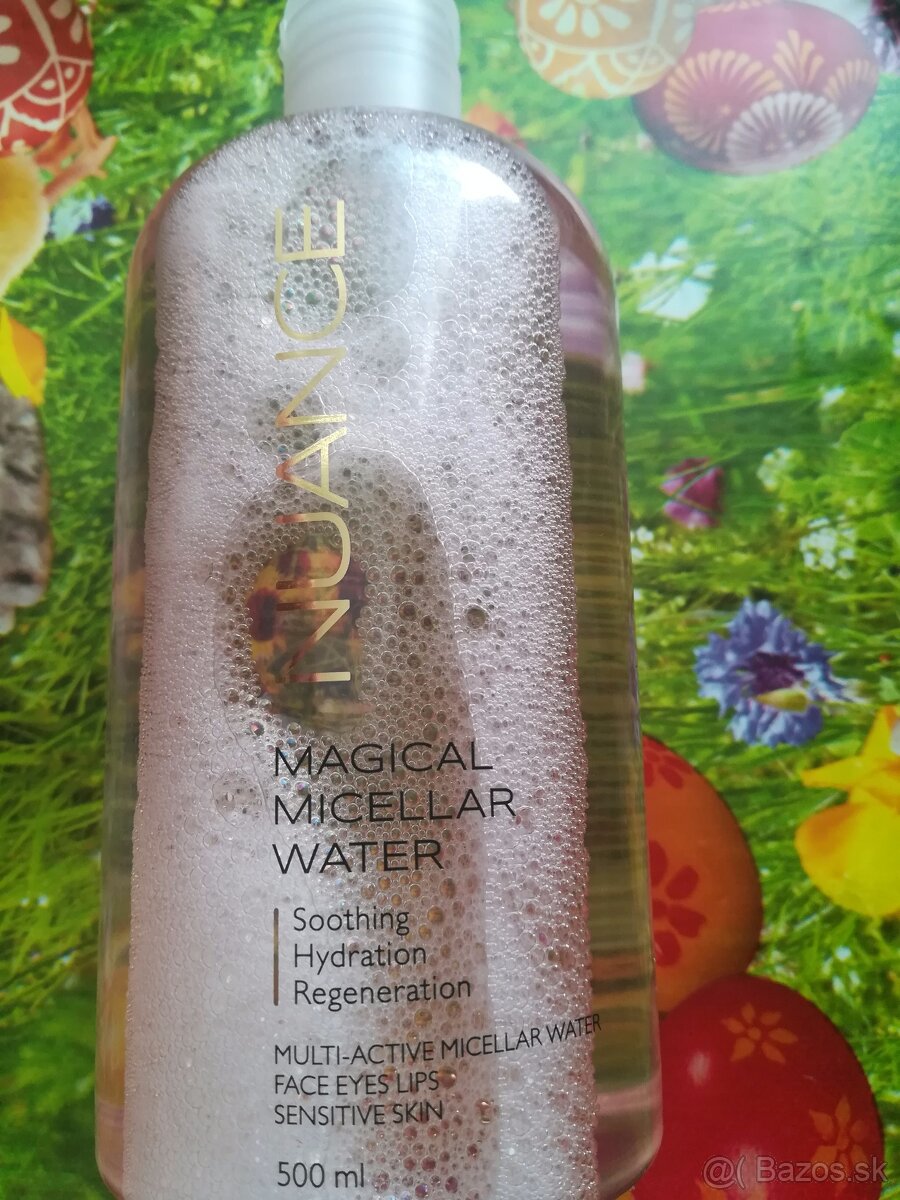 NUANCE
MAGICAL
MICELLAR
WATER
Soothing
Hydration
Regeneration
MULTI-ACTIVE MICELLAR WATER
FACE EYES LIPS
SENSITIVE SKIN
500 ml
@( Bazos.sk